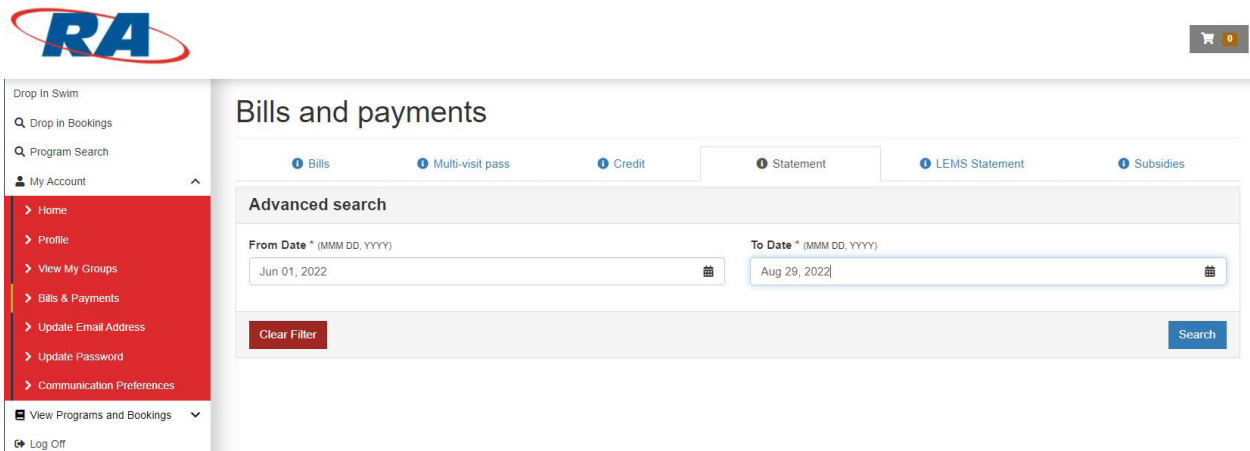 RA
0
Drop In Swim
Drop in Bookings
Program Search
My Account
Home
Profile
View My Groups
Bills & Payments
Update Email Address
Update Password
Communication Preferences
View Programs and Bookings
Log Off
Bills and payments
Bills Multi-visit pass Credit Statement LEMS Statement Subsidies
Advanced search
From Date * (MMM DD, YYYY) To Date * (MMM DD, YYYY)
Jun 01, 2022 Aug 29, 2022
Clear Filter Search